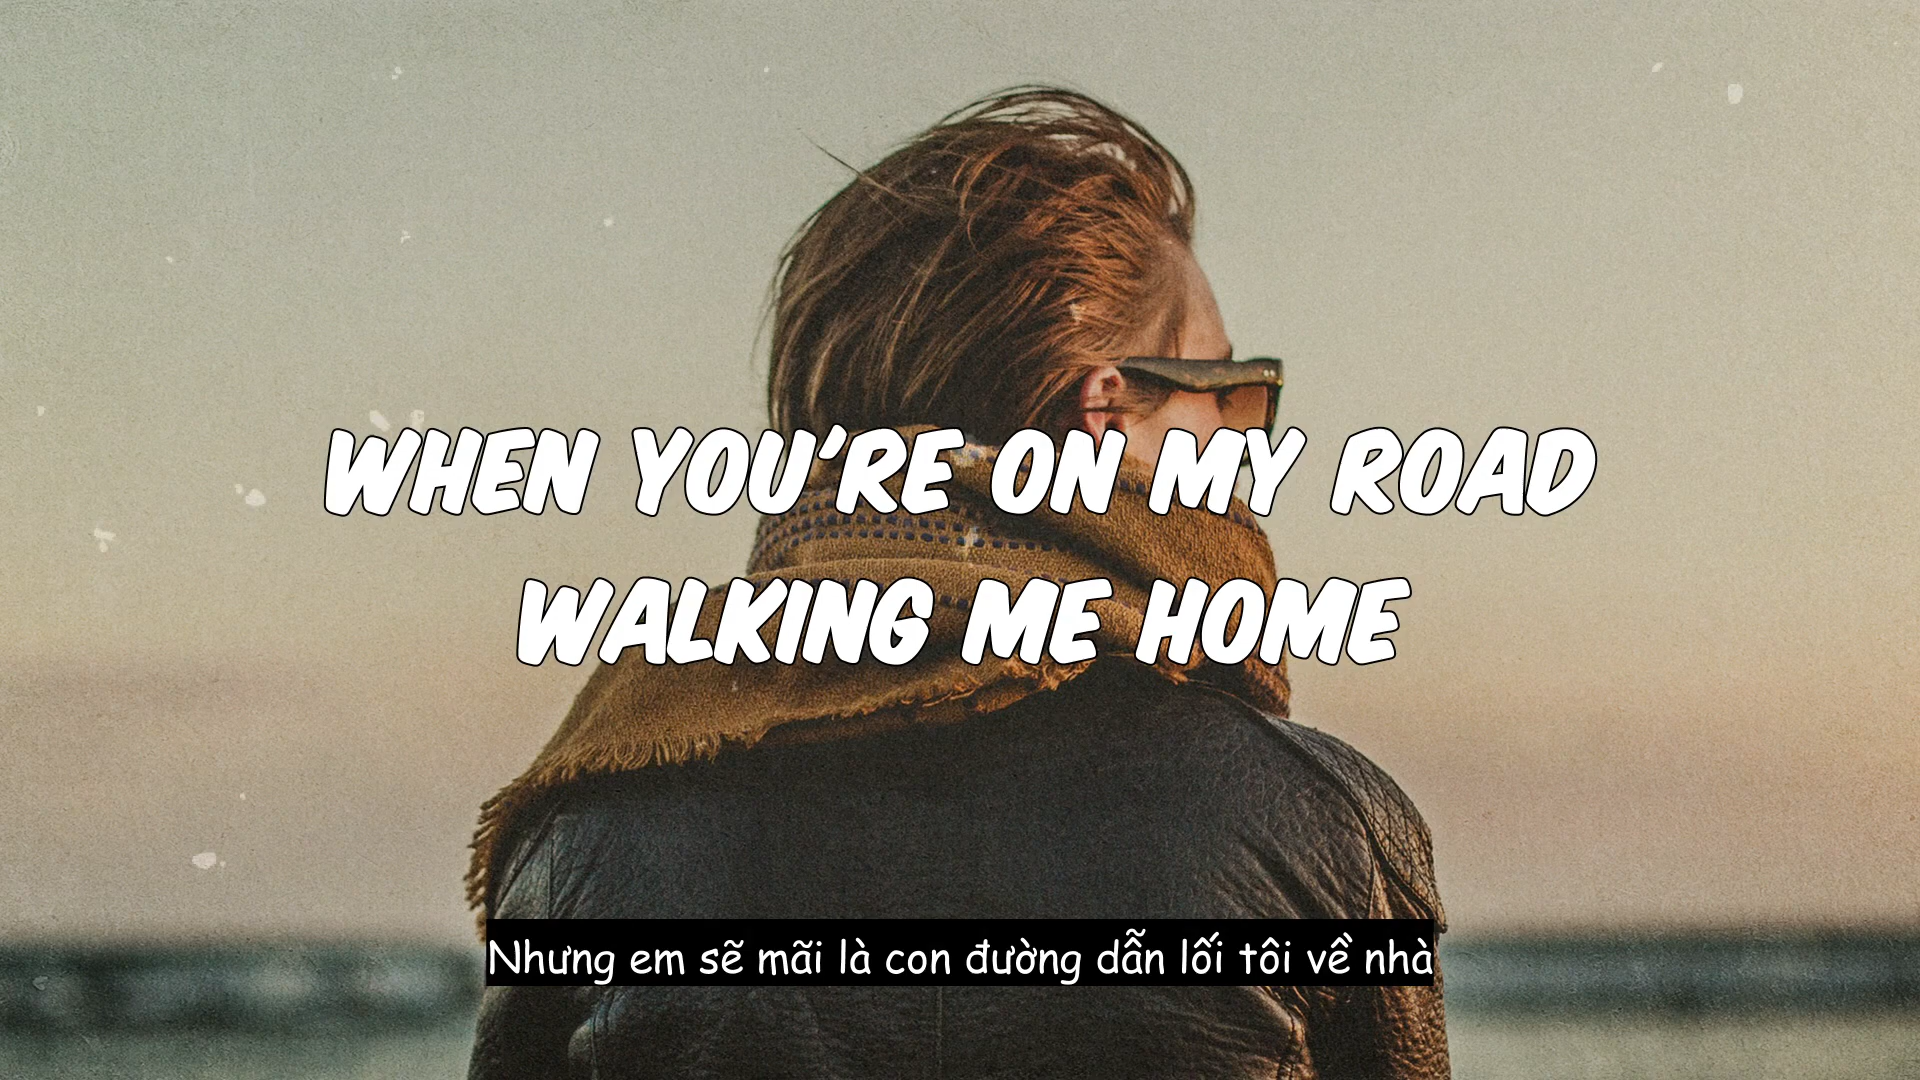 WHEN YOU'RE ON MY ROAD
WALKING ME HOME
Nhưng em sẽ mãi là con đường dẫn lối tôi về nhà